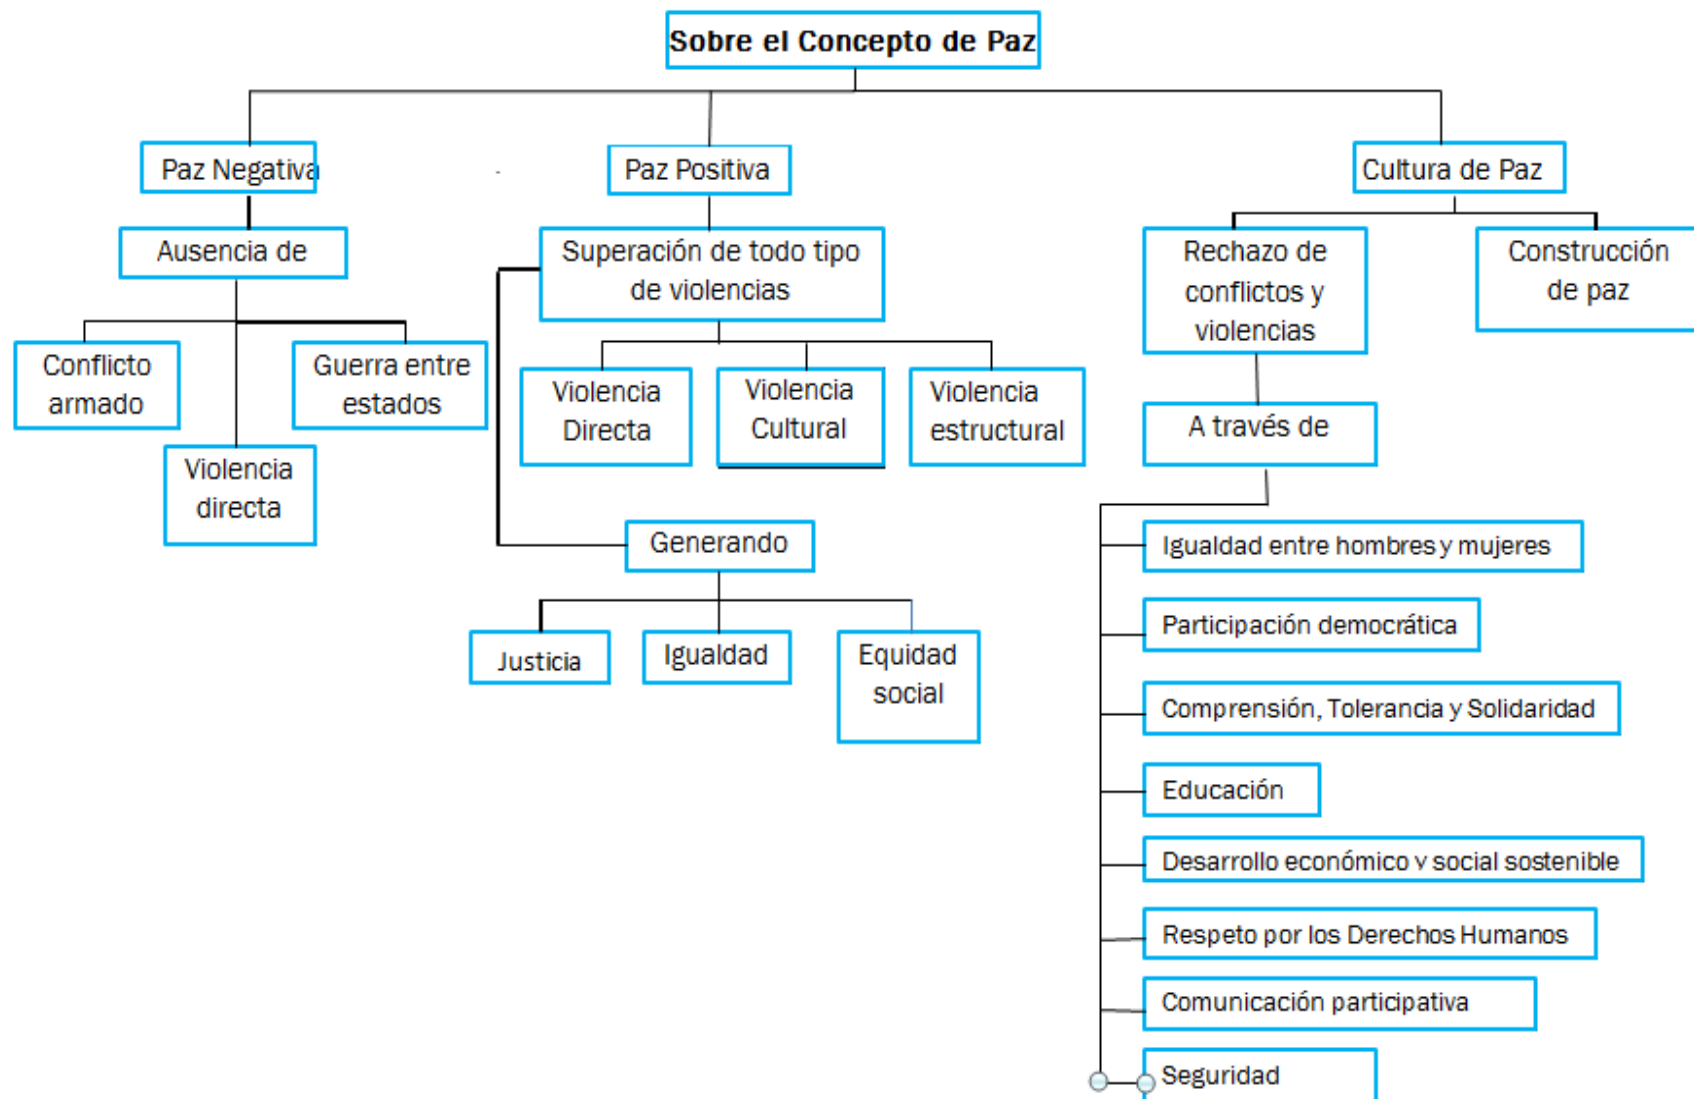 Sobre el Concepto de Paz
Paz Negativa
Paz Positiva
Cultura de Paz
Ausencia de
Superación de todo tipo
de violencias
Rechazo de
conflictos y
violencias
Construcción
de paz
Conflicto
armado
Guerra entre
estados
Violencia
directa
Violencia
Directa
Violencia
Cultural
Violencia
estructural
A través de
Generando
Justicia
Igualdad
Equidad
social
Igualdad entre hombres y mujeres
Participación democrática
Comprensión, Tolerancia y Solidaridad
Educación
Desarrollo económico y social sostenible
Respeto por los Derechos Humanos
Comunicación participativa
Seguridad